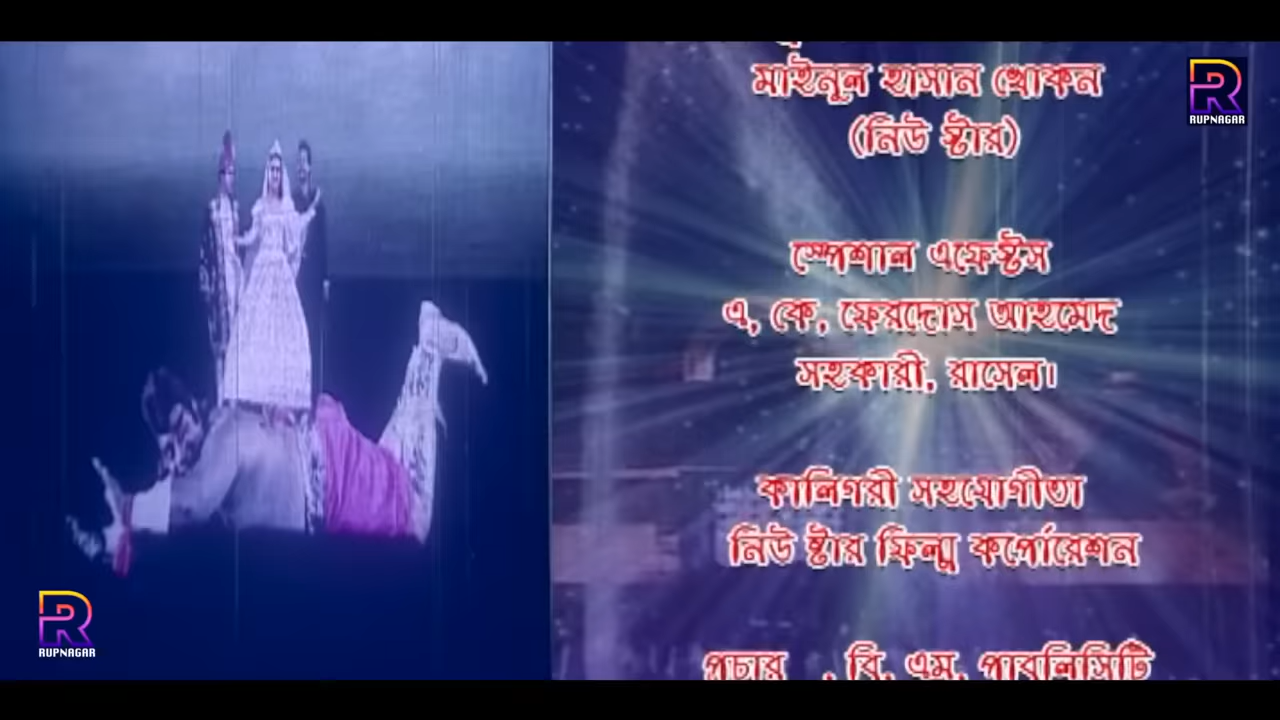 মাইনুল হাসান খোকন
(নিউ স্টার)
স্পেশাল এফেক্টস
এ, কে, ফেরদোস আহমেদ
সহকারী, রাসেল।
কালিগরী সহযোগীতা
নিউ ষ্টার ফিল্ম কর্পোরেশন
প্রচার , বি, এম, পাবলিসিটি
RUPNAGAR
RUPNAGAR